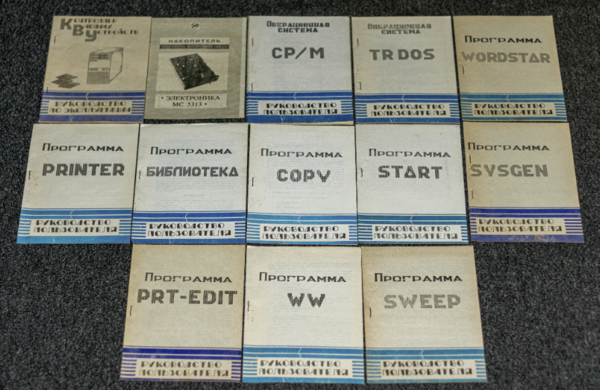 Контроллер
Внешних
Устройств
РУКОВОДСТВО
ПО ЭКСПЛУАТАЦИИ
НАКОПИТЕЛЬ
• ЭЛЕКТРОНИКА
МС 5313 •
Операционная
система
CP/M
РУКОВОДСТВО
ПОЛЬЗОВАТЕЛЯ
Операционная
система
TR DOS
РУКОВОДСТВО
ПОЛЬЗОВАТЕЛЯ
Программа
WORDSTAR
РУКОВОДСТВО
ПОЛЬЗОВАТЕЛЯ
Программа
PRINTER
РУКОВОДСТВО
ПОЛЬЗОВАТЕЛЯ
Программа
БИБЛИОТЕКА
РУКОВОДСТВО
ПОЛЬЗОВАТЕЛЯ
Программа
COPY
РУКОВОДСТВО
ПОЛЬЗОВАТЕЛЯ
Программа
START
РУКОВОДСТВО
ПОЛЬЗОВАТЕЛЯ
Программа
SYSGEN
РУКОВОДСТВО
ПОЛЬЗОВАТЕЛЯ
Программа
PRT-EDIT
РУКОВОДСТВО
ПОЛЬЗОВАТЕЛЯ
Программа
WW
РУКОВОДСТВО
ПОЛЬЗОВАТЕЛЯ
Программа
SWEEP
РУКОВОДСТВО
ПОЛЬЗОВАТЕЛЯ